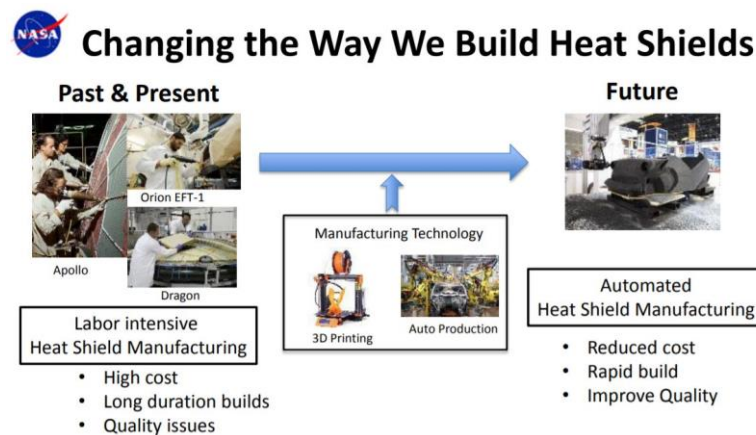 NASA
Changing the Way We Build Heat Shields
Past & Present
Orion EFT-1
Apollo
Dragon
Labor intensive
Heat Shield Manufacturing
• High cost
• Long duration builds
• Quality issues
Manufacturing Technology
3D Printing
Auto Production
Future
Automated
Heat Shield Manufacturing
• Reduced cost
• Rapid build
• Improve Quality